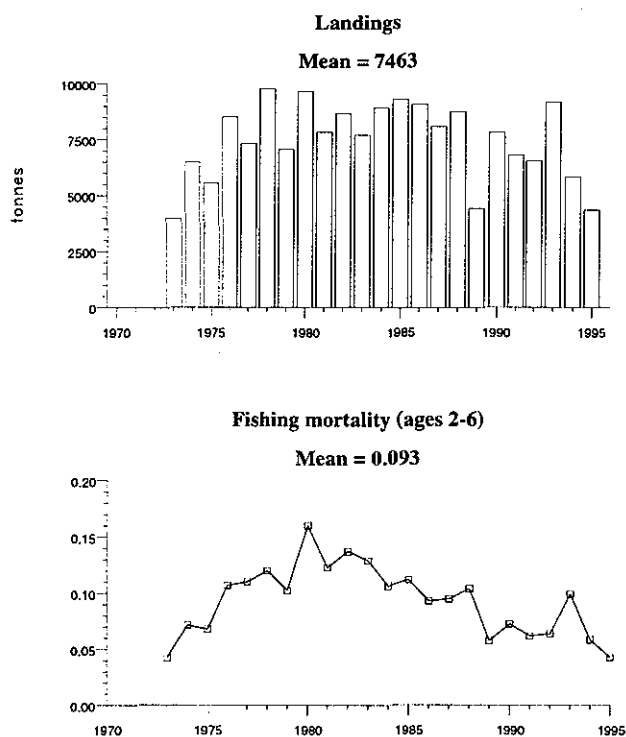 Landings
Mean = 7463
10000
7500
5000
2500
0
tonnes
1970 1975 1980 1985 1990 1995
Fishing mortality (ages 2-6)
Mean = 0.093
0.20
0.15
0.10
0.05
0.00
1970 1975 1980 1985 1990 1995